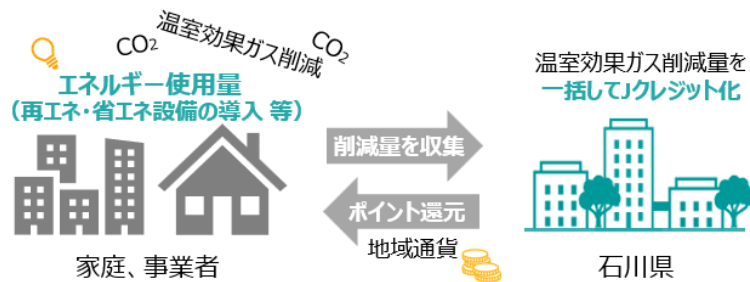 CO₂
温室効果ガス削減
CO₂
エネルギー使用量
(再エネ・省エネ設備の導入 等)
家庭、事業者
削減量を収集
ポイント還元
地域通貨
温室効果ガス削減量を
一括してJクレジット化
石川県